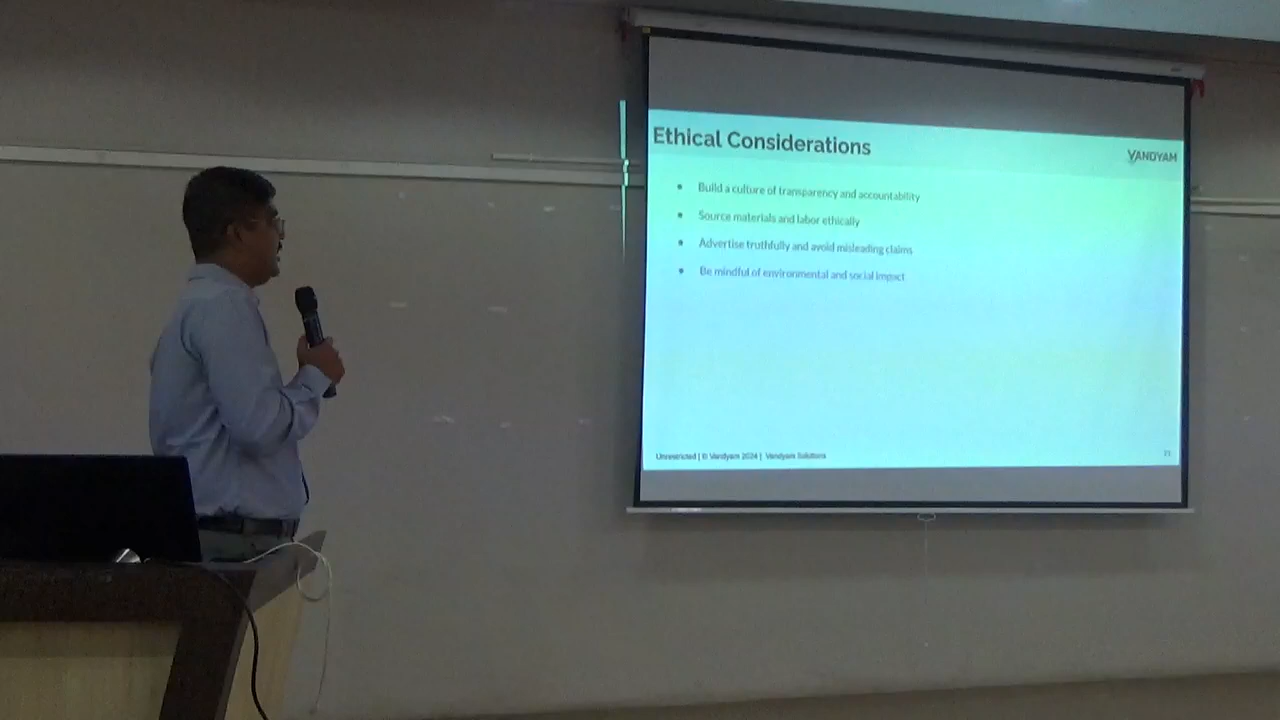 Ethical Considerations
VANDYAM
Build a culture of transparency and accountability
Source materials and labor ethically
Advertise truthfully and avoid misleading claims
Be mindful of environmental and social impact
Unrestricted | © Vandyam 2024 | Vandyam Solutions